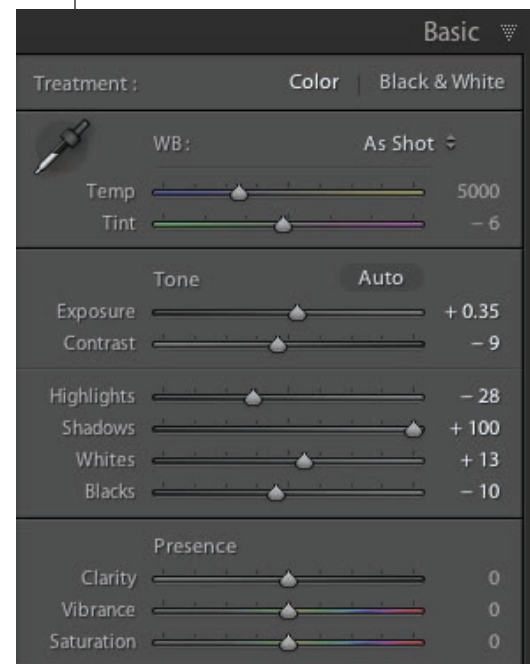 Basic
Treatment : Color | Black & White
WB: As Shot
Temp 5000
Tint – 6
Tone Auto
Exposure + 0.35
Contrast – 9
Highlights – 28
Shadows + 100
Whites + 13
Blacks – 10
Presence
Clarity 0
Vibrance 0
Saturation 0